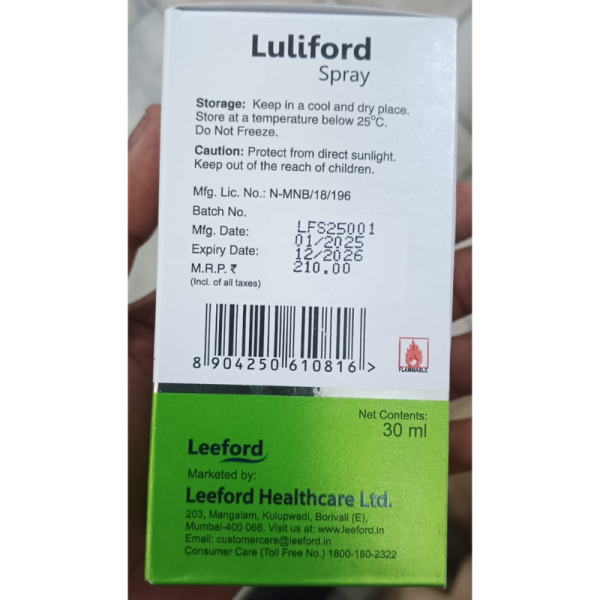 Luliford
Spray
Storage: Keep in a cool and dry place.
Store at a temperature below 25°C.
Do Not Freeze.
Caution: Protect from direct sunlight.
Keep out of the reach of children.
Mfg. Lic. No.: N-MNB/18/196
Batch No. LFS25001
Mfg. Date: 01/2025
Expiry Date: 12/2026
M.R.P. ₹ 210.00
(Incl. of all taxes)
8 904250 610816 >
FLAMMABLE
Net Contents:
30 ml
Leeford
Marketed by:
Leeford Healthcare Ltd.
203, Mangalam, Kulupwadi, Borivali (E),
Mumbai-400 066. Visit us at: www.leeford.in
Email: customercare@leeford.in
Consumer Care (Toll Free No.) 1800-180-2322